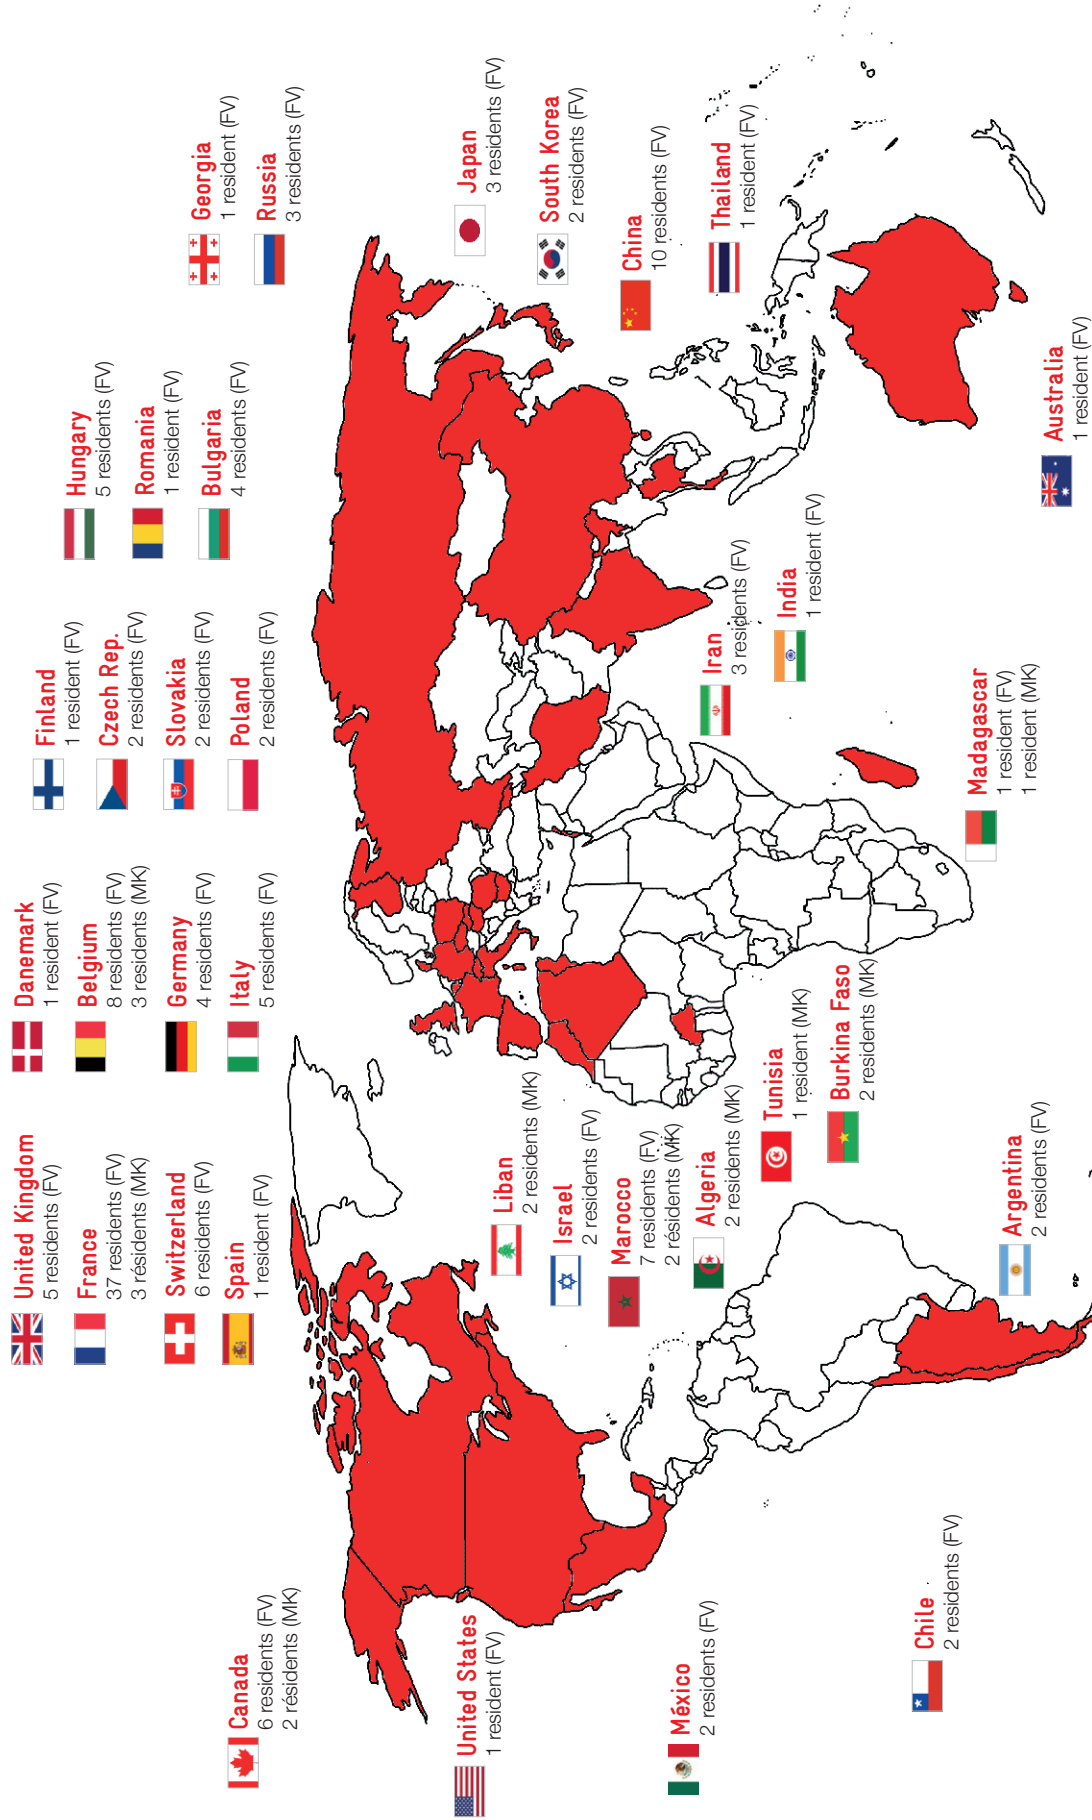 United Kingdom
5 residents (FV)
France
37 residents (FV)
3 résidents (MK)
Switzerland
6 residents (FV)
Spain
1 resident (FV)
Danemark
1 resident (FV)
Belgium
8 residents (FV)
3 residents (MK)
Germany
4 residents (FV)
Italy
5 residents (FV)
Finland
1 resident (FV)
Czech Rep.
2 residents (FV)
Slovakia
2 residents (FV)
Poland
2 residents (FV)
Hungary
5 residents (FV)
Romania
1 resident (FV)
Bulgaria
4 residents (FV)
Georgia
1 resident (FV)
Russia
3 residents (FV)
Canada
6 residents (FV)
2 résidents (MK)
United States
1 resident (FV)
México
2 residents (FV)
Chile
2 residents (FV)
Liban
2 residents (MK)
Israel
2 residents (FV)
Marocco
7 residents (FV)
2 résidents (MK)
Algeria
2 residents (MK)
Tunisia
1 resident (MK)
Burkina Faso
2 residents (MK)
Argentina
2 residents (FV)
Japan
3 residents (FV)
South Korea
2 residents (FV)
China
10 residents (FV)
Thailand
1 resident (FV)
Iran
3 residents (FV)
India
1 resident (FV)
Madagascar
1 resident (FV)
1 resident (MK)
Australia
1 resident (FV)